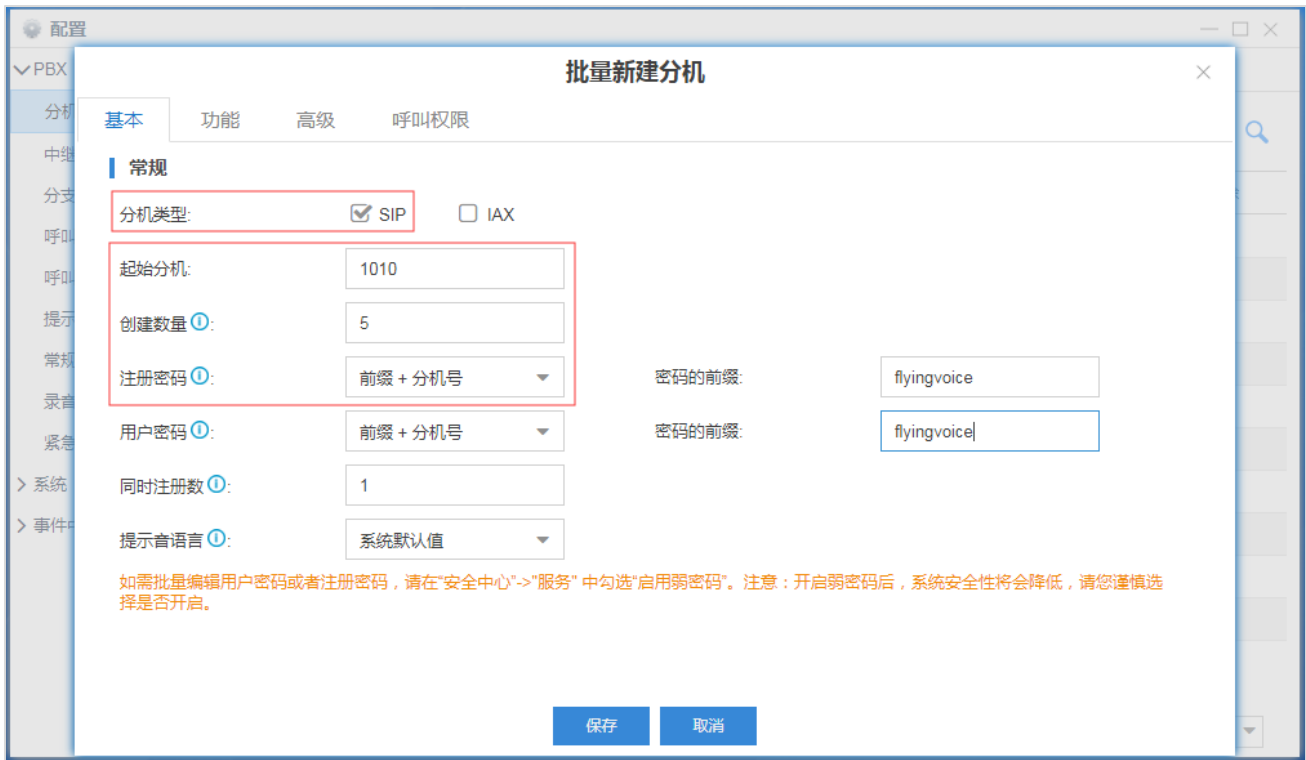 配置
PBX
批量新建分机
分机
基本 功能 高级 呼叫权限
中继
常规
分支
分机类型: SIP IAX
呼叫
起始分机: 1010
呼叫
提示
创建数量: 5
常规
注册密码: 前缀 + 分机号 密码的前缀: flyingvoice
录音
用户密码: 前缀 + 分机号 密码的前缀: flyingvoice
紧急
系统
同时注册数: 1
事件中
提示音语言: 系统默认值
如需批量编辑用户密码或者注册密码，请在“安全中心”->“服务” 中勾选“启用弱密码”。注意：开启弱密码后，系统安全性将会降低，请您谨慎选
择是否开启。
保存 取消